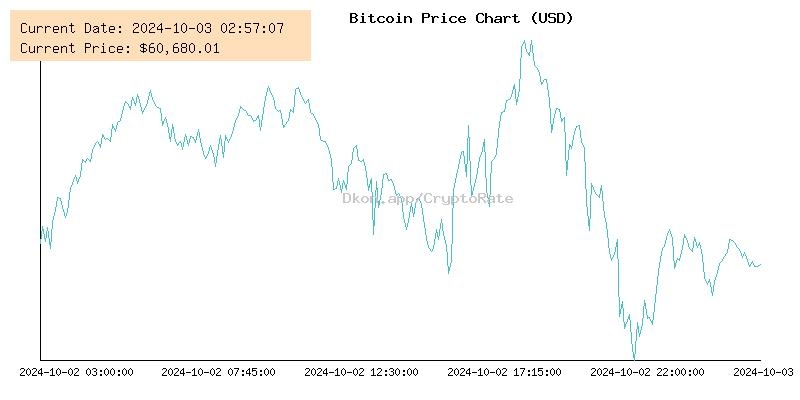 Bitcoin Price Chart (USD)
Current Date: 2024-10-03 02:57:07
Current Price: $60,680.01
Dkon.app/CryptoRate
2024-10-02 03:00:00 2024-10-02 07:45:00 2024-10-02 12:30:00 2024-10-02 17:15:00 2024-10-02 22:00:00 2024-10-03